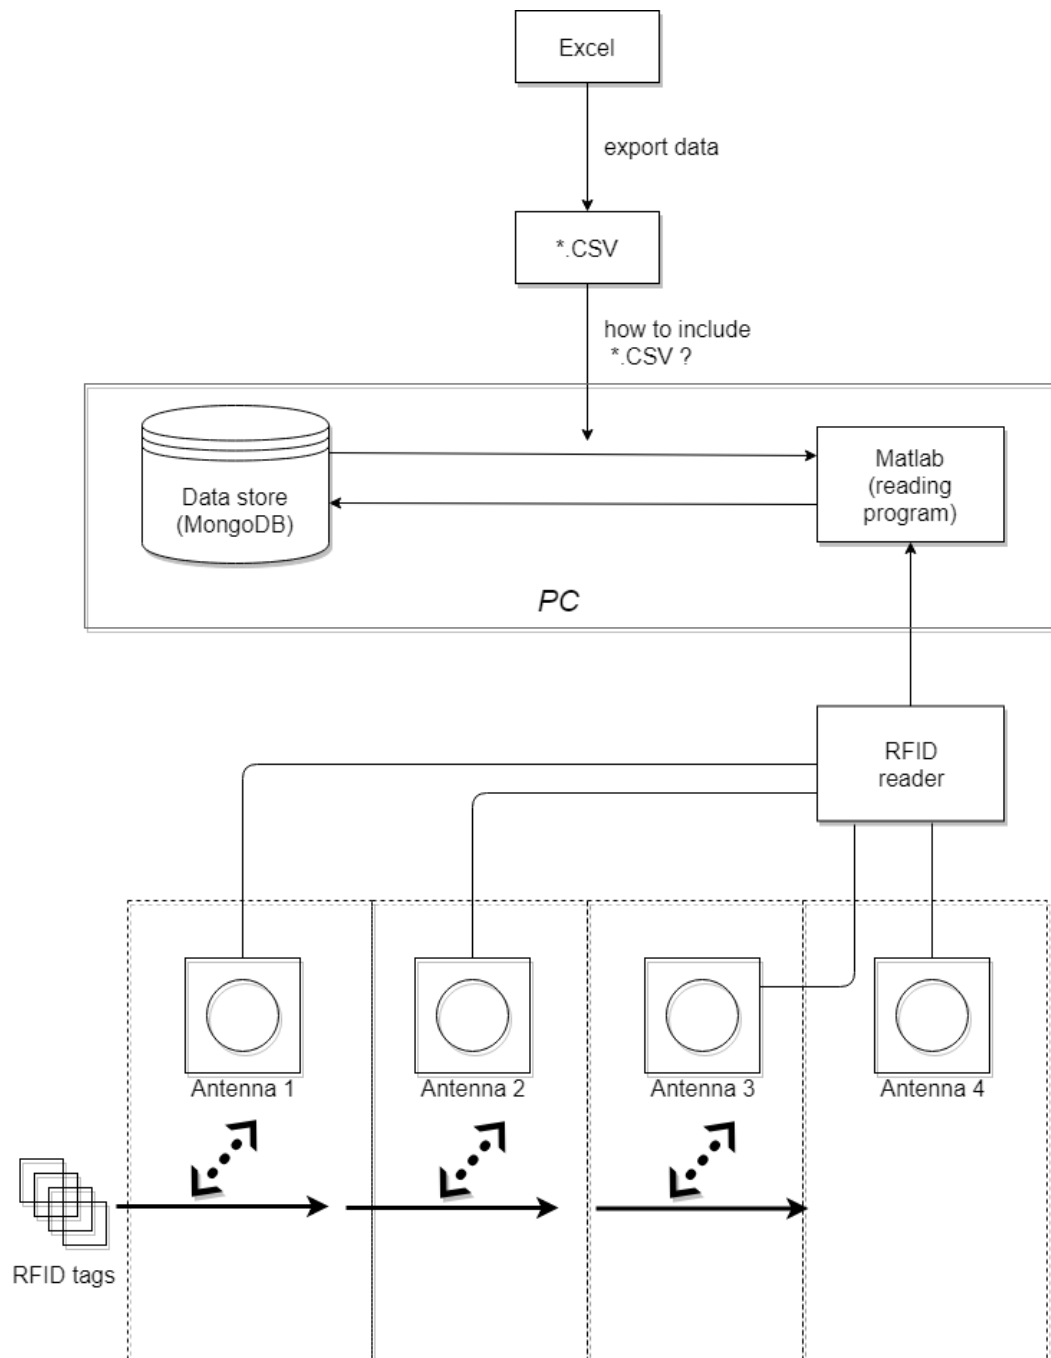 Excel
export data
*.CSV
how to include
*.CSV ?
Data store
(MongoDB)
Matlab
(reading
program)
PC
RFID
reader
Antenna 1
Antenna 2
Antenna 3
Antenna 4
RFID tags